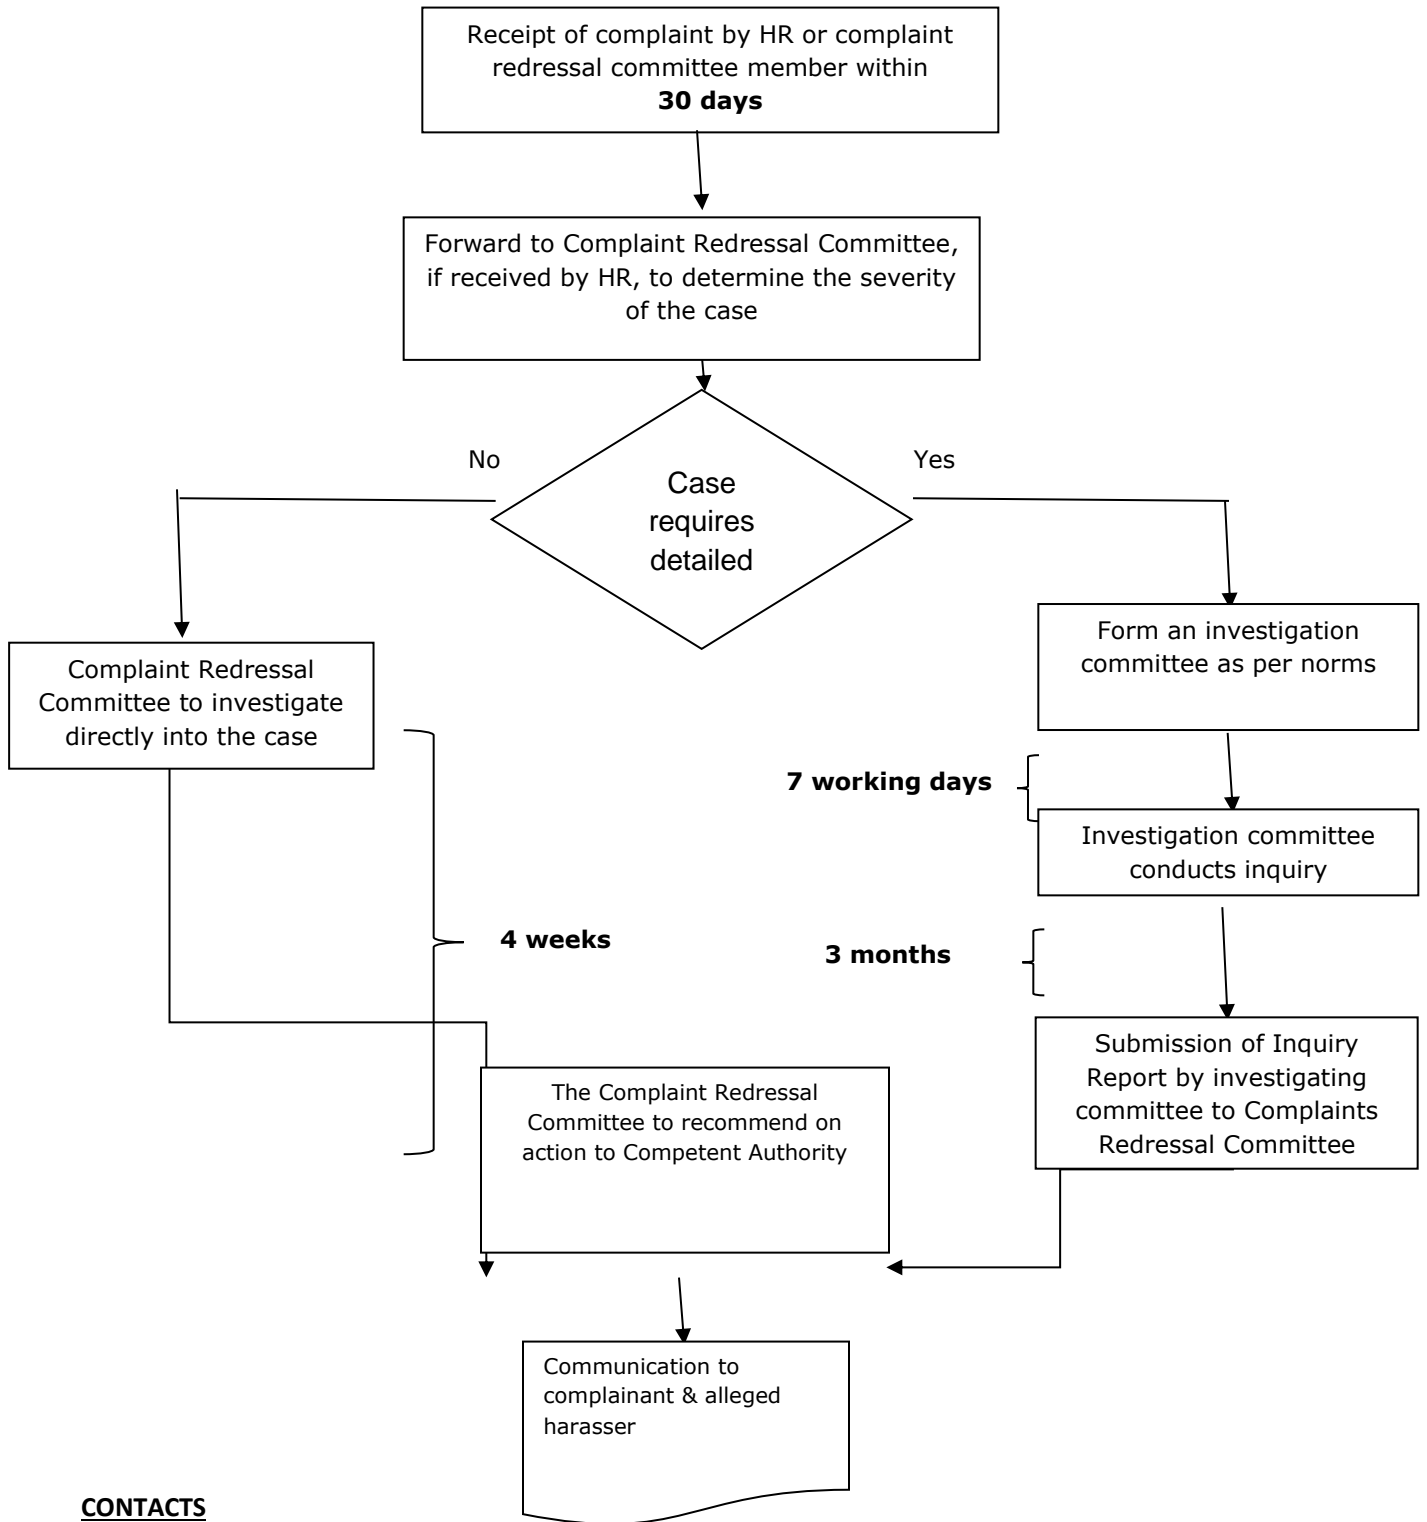 Receipt of complaint by HR or complaint
redressal committee member within
30 days
Forward to Complaint Redressal Committee,
if received by HR, to determine the severity
of the case
No
Yes
Case
requires
detailed
Complaint Redressal
Committee to investigate
directly into the case
Form an investigation
committee as per norms
7 working days
Investigation committee
conducts inquiry
4 weeks
3 months
Submission of Inquiry
Report by investigating
committee to Complaints
Redressal Committee
The Complaint Redressal
Committee to recommend on
action to Competent Authority
Communication to
complainant & alleged
harasser
CONTACTS